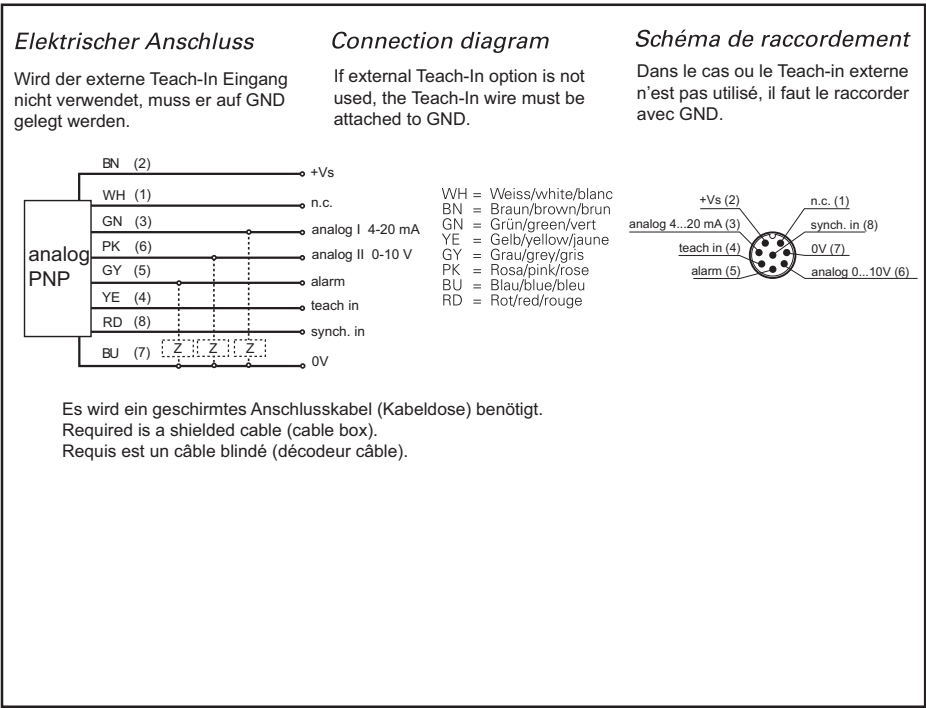 Elektrischer Anschluss
Wird der externe Teach-In Eingang
nicht verwendet, muss er auf GND
gelegt werden.
Connection diagram
If external Teach-In option is not
used, the Teach-In wire must be
attached to GND.
Schéma de raccordement
Dans le cas ou le Teach-in externe
n'est pas utilisé, il faut le raccorder
avec GND.
analog
PNP
BN (2) +Vs
WH (1) n.c.
GN (3) analog I 4-20 mA
PK (6) analog II 0-10 V
GY (5) alarm
YE (4) teach in
RD (8) synch. in
BU (7) Z Z Z 0V
WH = Weiss/white/blanc
BN = Braun/brown/brun
GN = Grün/green/vert
YE = Gelb/yellow/jaune
GY = Grau/grey/gris
PK = Rosa/pink/rose
BU = Blau/blue/bleu
RD = Rot/red/rouge
+Vs (2)
analog 4...20 mA (3)
teach in (4)
alarm (5)
n.c. (1)
synch. in (8)
0V (7)
analog 0...10V (6)
Es wird ein geschirmtes Anschlusskabel (Kabeldose) benötigt.
Required is a shielded cable (cable box).
Requis est un câble blindé (décodeur câble).